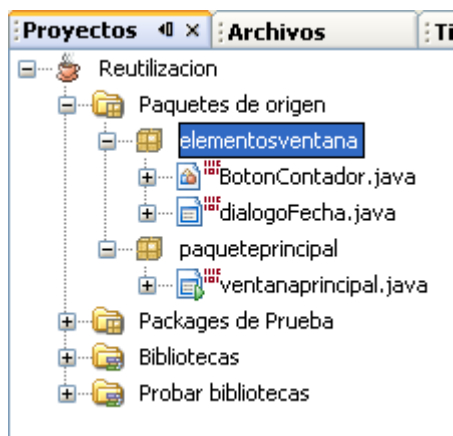 Proyectos Archivos Ti
Reutilizacion
Paquetes de origen
elementosventana
BotonContador.java
dialogoFecha.java
paqueteprincipal
ventanaprincipal.java
Packages de Prueba
Bibliotecas
Probar bibliotecas